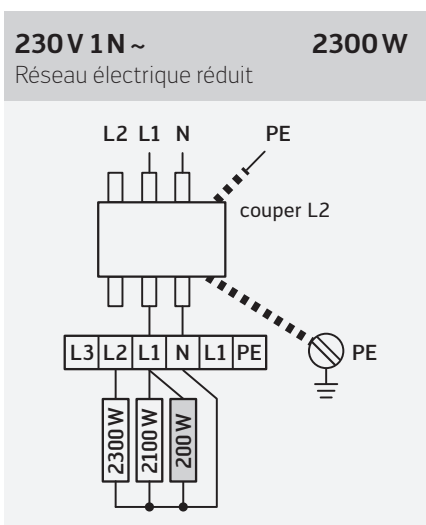 230 V 1 N ~ 2300 W
Réseau électrique réduit
L2 L1 N PE
couper L2
L3 L2 L1 N L1 PE PE
2300 W 2100 W 200 W